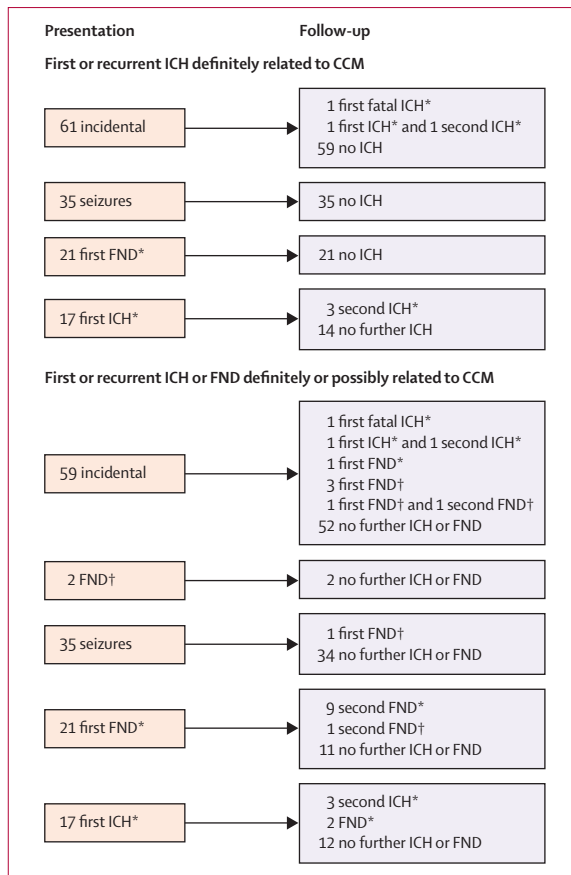 Presentation Follow-up
First or recurrent ICH definitely related to CCM
61 incidental
1 first fatal ICH*
1 first ICH* and 1 second ICH*
59 no ICH
35 seizures
35 no ICH
21 first FND*
21 no ICH
17 first ICH*
3 second ICH*
14 no further ICH
First or recurrent ICH or FND definitely or possibly related to CCM
59 incidental
1 first fatal ICH*
1 first ICH* and 1 second ICH*
1 first FND*
3 first FND†
1 first FND† and 1 second FND†
52 no further ICH or FND
2 FND†
2 no further ICH or FND
35 seizures
1 first FND†
34 no further ICH or FND
21 first FND*
9 second FND*
1 second FND†
11 no further ICH or FND
17 first ICH*
3 second ICH*
2 FND*
12 no further ICH or FND